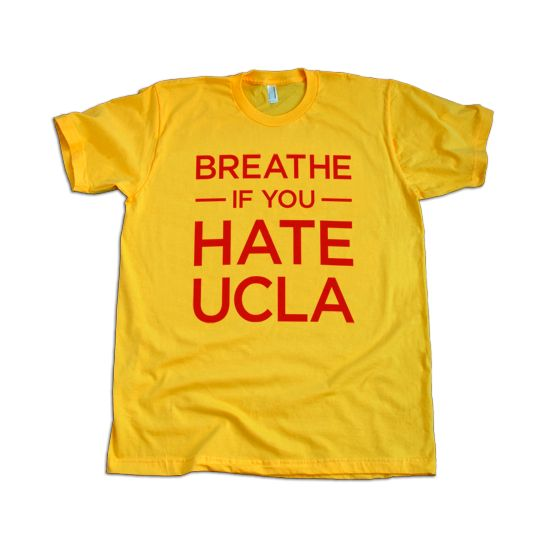 BREATHE
— IF YOU —
HATE
UCLA